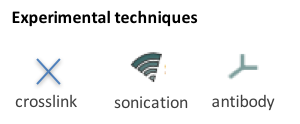 Experimental techniques
crosslink sonication antibody